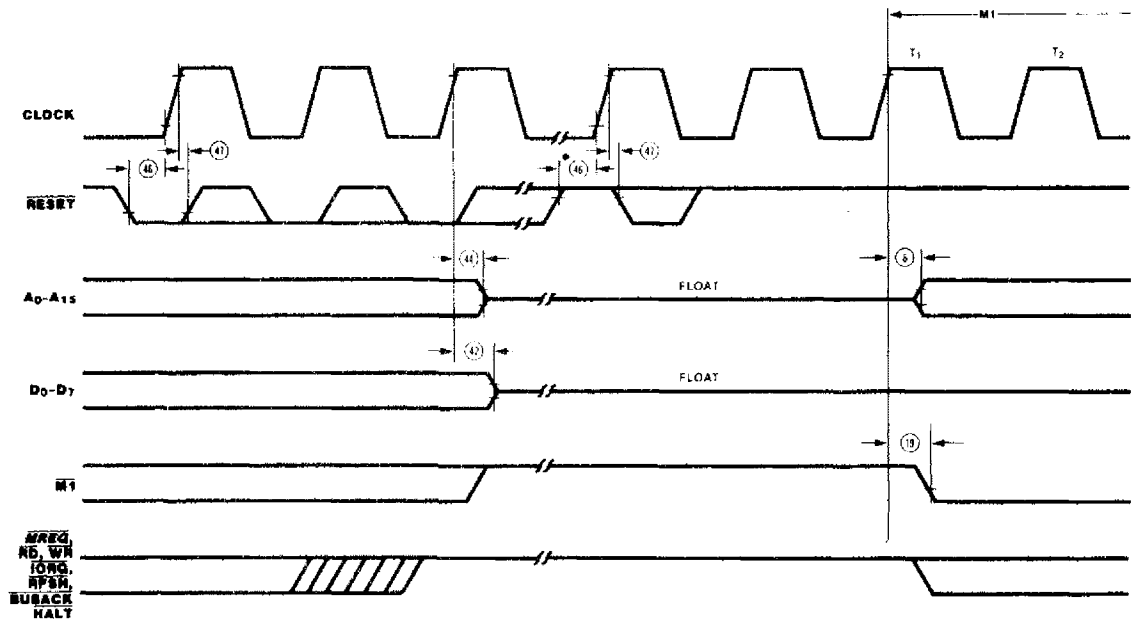 M1
T1 T2
CLOCK
46 47 46 47
RESET
44 6
FLOAT
A0-A15
42
FLOAT
D0-D7
19
M1
MREQ,
RD, WR
IORQ,
RFSH,
BUSACK
HALT